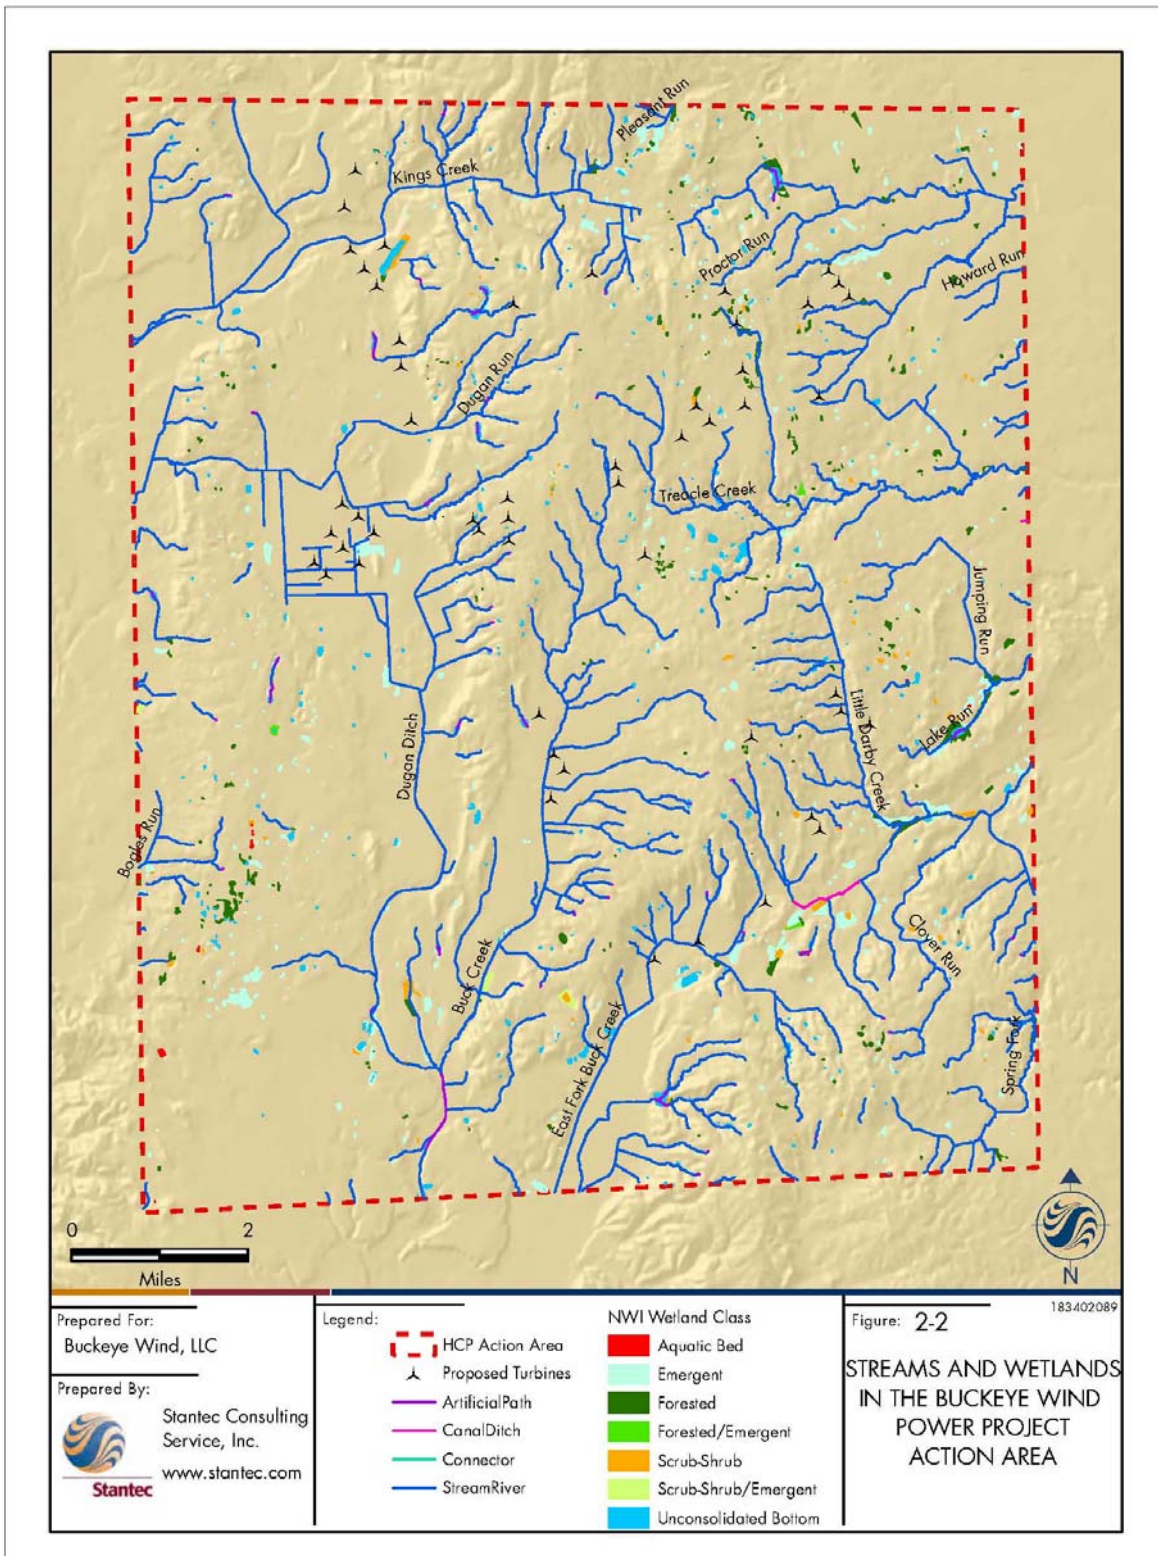 Pleasant Run
Kings Creek
Proctor Run
Howard Run
Dugan Run
Treacle Creek
Jumping Run
Little Darby Creek
Lake Run
Dugan Ditch
Bogles Run
Clover Run
Buck Creek
East Fork Buck Creek
Spring Fork
0 2
Miles
N
Prepared For:
Buckeye Wind, LLC
Prepared By:
Stantec Consulting
Service, Inc.
www.stantec.com
Stantec
Legend:
HCP Action Area
Proposed Turbines
ArtificialPath
CanalDitch
Connector
StreamRiver
NWI Wetland Class
Aquatic Bed
Emergent
Forested
Forested/Emergent
Scrub-Shrub
Scrub-Shrub/Emergent
Unconsolidated Bottom
183402089
Figure: 2-2
STREAMS AND WETLANDS
IN THE BUCKEYE WIND
POWER PROJECT
ACTION AREA